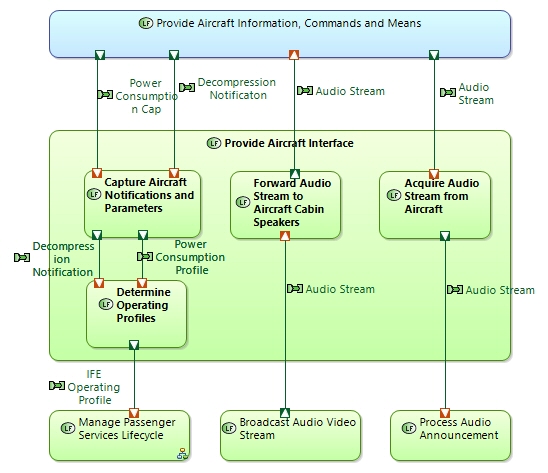 LF Provide Aircraft Information, Commands and Means
Power
Consumptio
n Cap
Decompression
Notificaton
Audio Stream
Audio
Stream
LF Provide Aircraft Interface
LF Capture Aircraft
Notifications and
Parameters
LF Forward Audio
Stream to
Aircraft Cabin
Speakers
LF Acquire Audio
Stream from
Aircraft
Decompress
ion
Notification
Power
Consumption
Profile
LF Determine
Operating
Profiles
Audio Stream
Audio Stream
IFE
Operating
Profile
LF Manage Passenger
Services Lifecycle
LF Broadcast Audio Video
Stream
LF Process Audio
Announcement